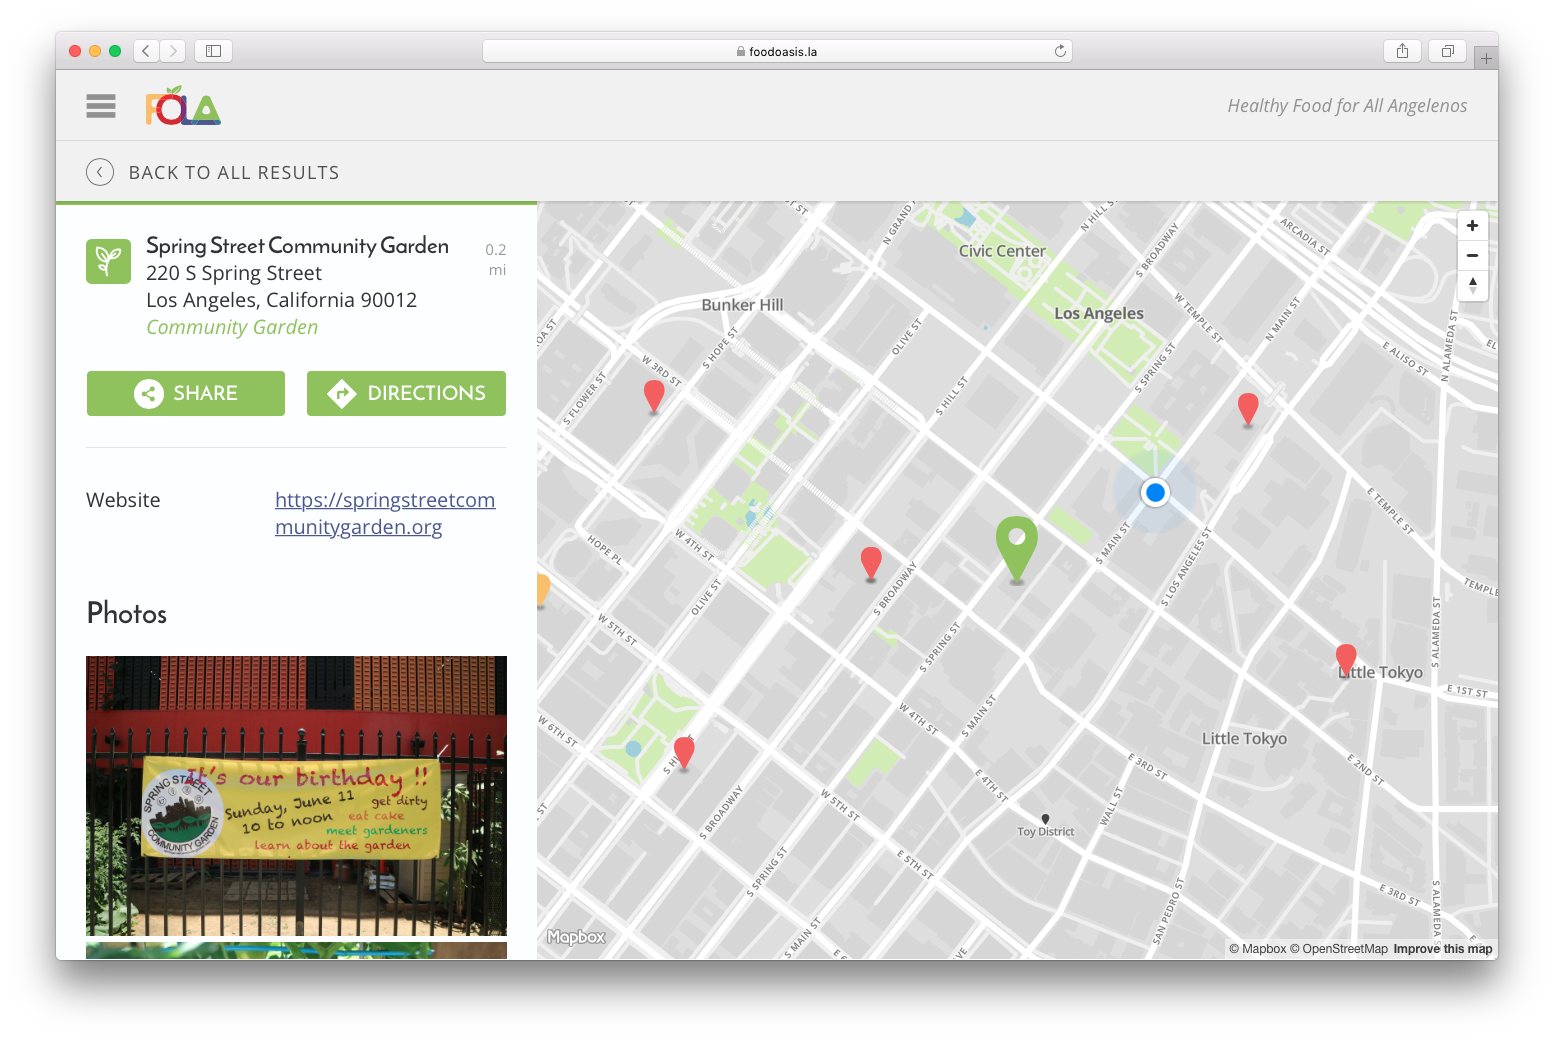 foodoasis.la
FOLA
Healthy Food for All Angelenos
BACK TO ALL RESULTS
Spring Street Community Garden
0.2
mi
220 S Spring Street
Los Angeles, California 90012
Community Garden
SHARE
DIRECTIONS
Website
https://springstreetcom
munitygarden.org
Photos
It's our birthday !!
Sunday, June 11
10 to noon
get dirty
eat cake
meet gardeners
learn about the garden
SPRING STREET
COMMUNITY GARDEN
N GRAND
Civic Center
N HILL S
S BROADWAY
ARCADIA ST
Bunker Hill
Los Angeles
W TEMPLE ST
N MAIN ST
N ALAMEDA ST
E ALISO ST
EL
OA ST
S HOPE ST
OLIVE ST
W 3RD ST
S FLOWER ST
S HILL ST
S SPRING ST
E TEMPLE ST
HOPE PL
W 4TH ST
S MAIN ST
S LOS ANGELES ST
OLIVE ST
S BROADWAY
TEMPLE
W 5TH ST
S SPRING ST
S ALAMEDA ST
Little Tokyo
E 1ST ST
W 6TH ST
W 4TH ST
S MAIN ST
Little Tokyo
S HI
E 3RD ST
E 2ND ST
E 4TH ST
S BROADWAY
W 5TH ST
WALL ST
Toy District
S SPRING ST
E 5TH ST
E 3RD ST
SAN PEDRO ST
S ALAMEDA S
S MAIN ST
E
Mapbox
© Mapbox © OpenStreetMap Improve this map